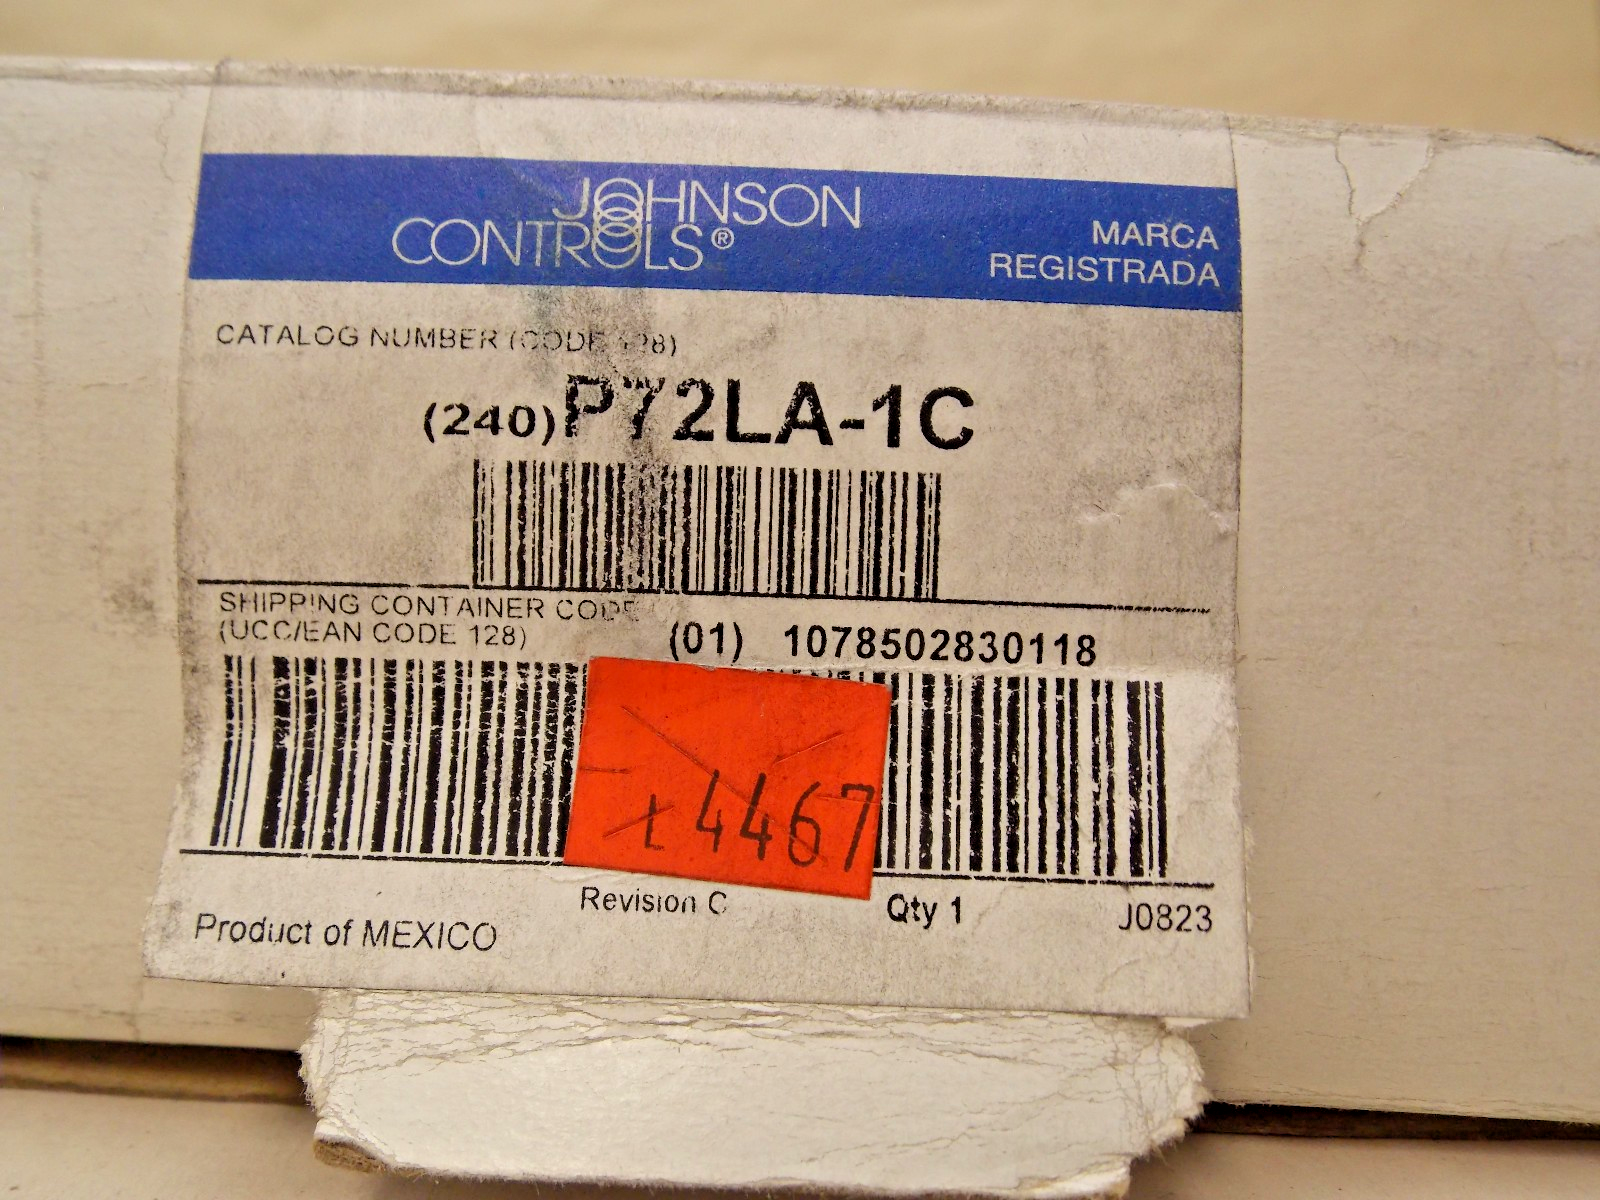 JOHNSON
CONTROLS®
MARCA
REGISTRADA
CATALOG NUMBER (CODE 128)
(240) P72LA-1C
SHIPPING CONTAINER CODE
(UCC/EAN CODE 128)
(01) 1078502830118
4467
Revision C
Qty 1
J0823
Product of MEXICO